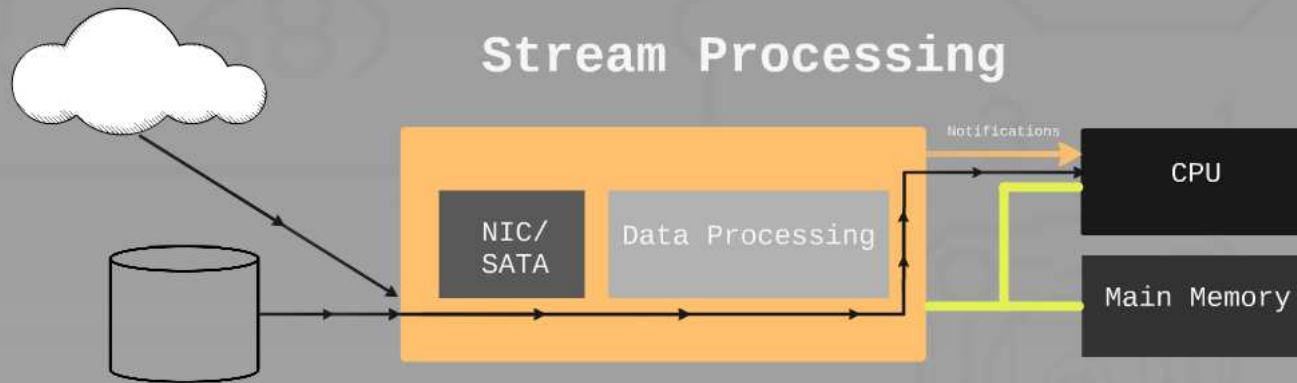 Stream Processing
Notifications
CPU
NIC/
SATA
Data Processing
Main Memory